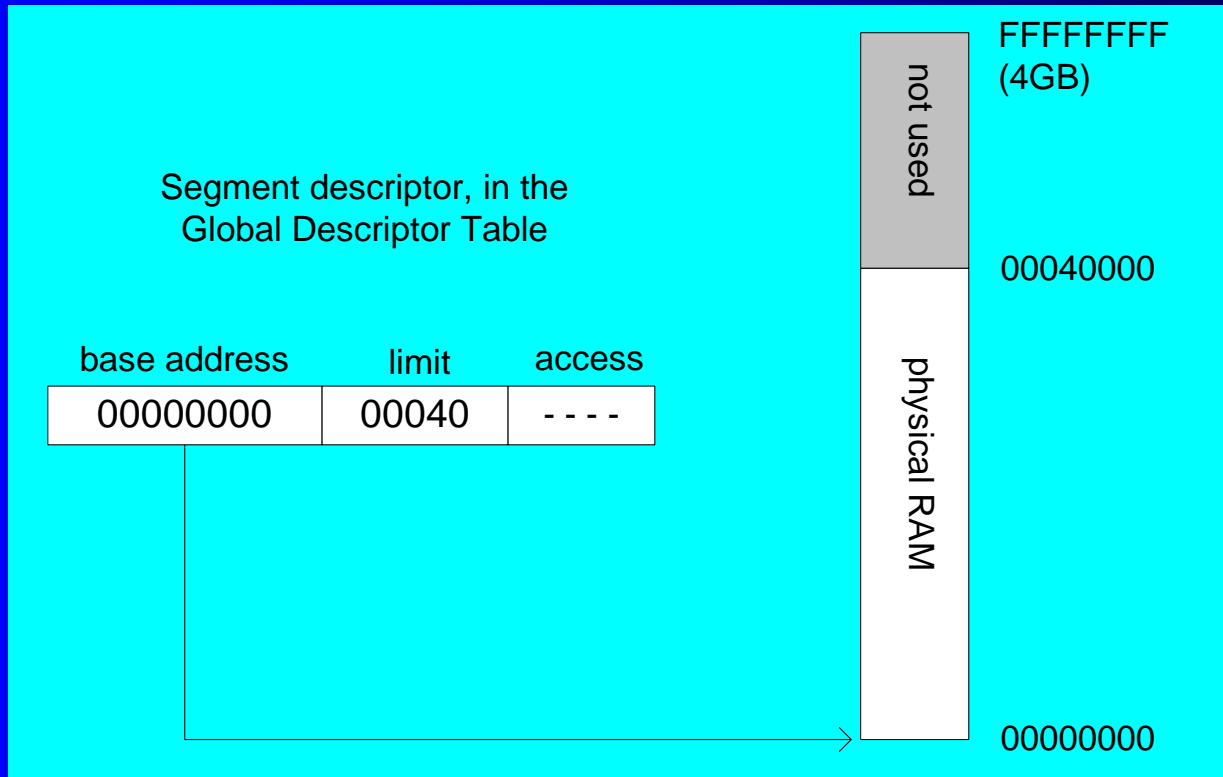 Segment descriptor, in the
Global Descriptor Table
base address
limit
access
00000000
00040
- - - -
FFFFFFFF
(4GB)
not used
00040000
physical RAM
00000000